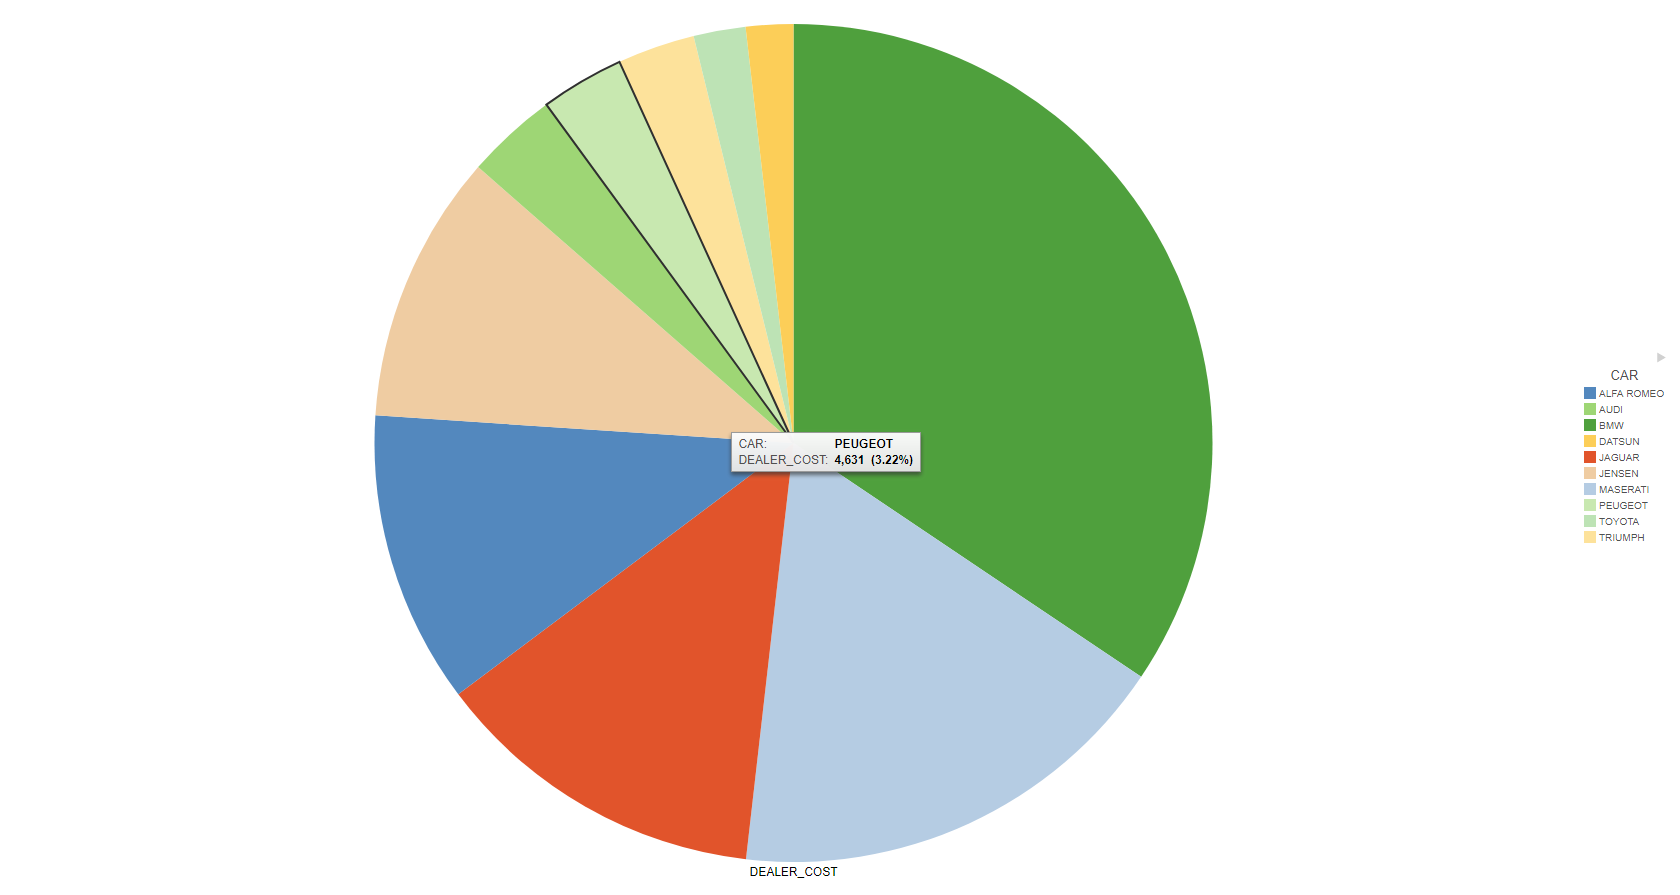 CAR: PEUGEOT
DEALER_COST: 4,631 (3.22%)
DEALER_COST
CAR
ALFA ROMEO
AUDI
BMW
DATSUN
JAGUAR
JENSEN
MASERATI
PEUGEOT
TOYOTA
TRIUMPH